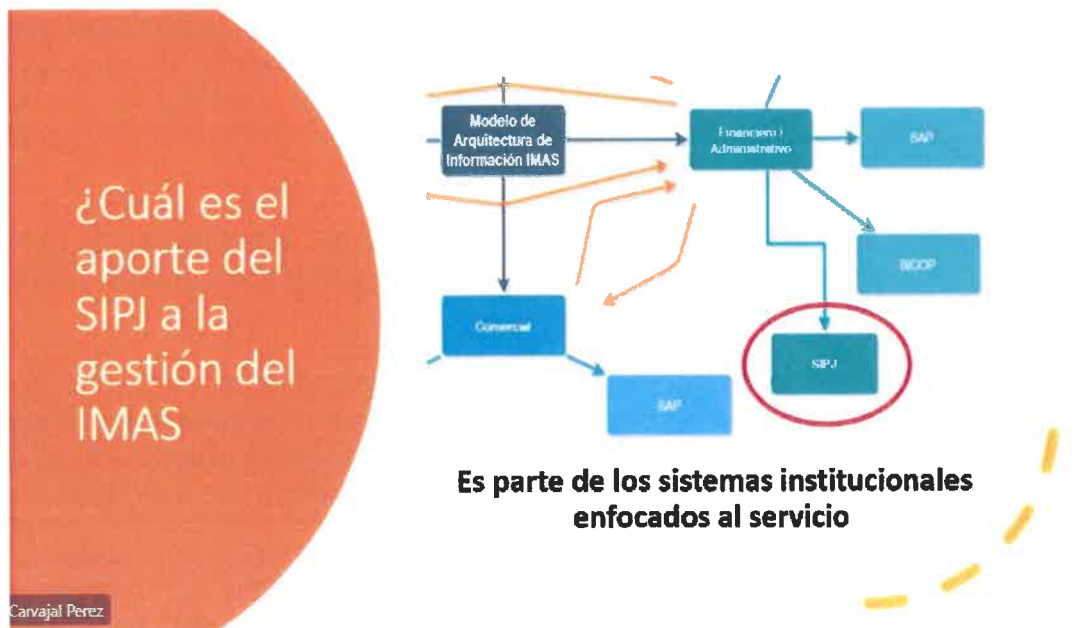 ¿Cuál es el
aporte del
SIPJ a la
gestión del
IMAS
Modelo de
Arquitectura de
Información IMAS
Financiero
Administrativo
SAP
SICOP
SIPJ
Comercial
SAP
Es parte de los sistemas institucionales
enfocados al servicio
Carvajal Perez